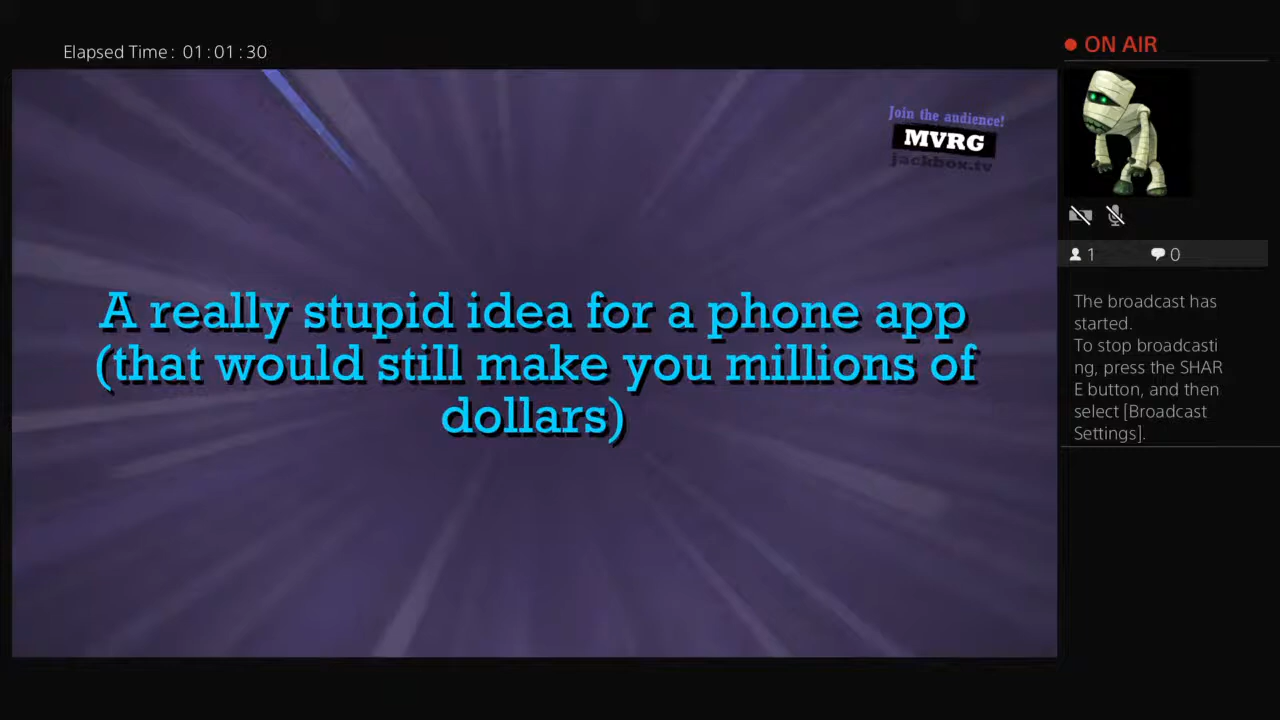 Elapsed Time: 01:01:30
ON AIR
Join the audience!
MVRG
jackbox.tv
A really stupid idea for a phone app
(that would still make you millions of
dollars)
1 0
The broadcast has
started.
To stop broadcasti
ng, press the SHAR
E button, and then
select [Broadcast
Settings].